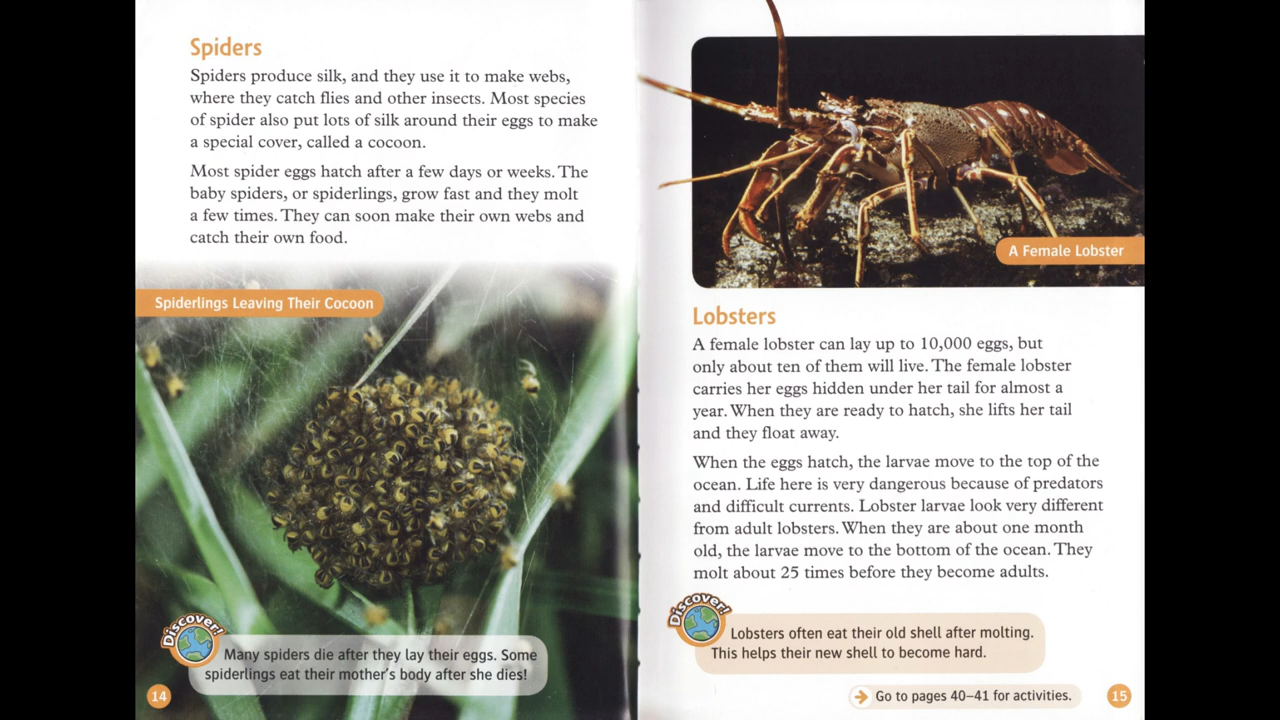 Spiders
Spiders produce silk, and they use it to make webs,
where they catch flies and other insects. Most species
of spider also put lots of silk around their eggs to make
a special cover, called a cocoon.
Most spider eggs hatch after a few days or weeks. The
baby spiders, or spiderlings, grow fast and they molt
a few times. They can soon make their own webs and
catch their own food.
Spiderlings Leaving Their Cocoon
Discover!
Many spiders die after they lay their eggs. Some
spiderlings eat their mother's body after she dies!
14
A Female Lobster
Lobsters
A female lobster can lay up to 10,000 eggs, but
only about ten of them will live. The female lobster
carries her eggs hidden under her tail for almost a
year. When they are ready to hatch, she lifts her tail
and they float away.
When the eggs hatch, the larvae move to the top of the
ocean. Life here is very dangerous because of predators
and difficult currents. Lobster larvae look very different
from adult lobsters. When they are about one month
old, the larvae move to the bottom of the ocean. They
molt about 25 times before they become adults.
Discover!
Lobsters often eat their old shell after molting.
This helps their new shell to become hard.
Go to pages 40–41 for activities.
15